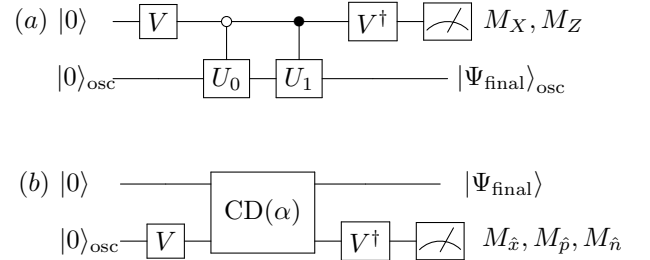 (a) |0⟩ V V† M_X, M_Z
|0⟩_osc U_0 U_1 |Ψ_final⟩_osc
(b) |0⟩ CD(α) |Ψ_final⟩
|0⟩_osc V V† M_x̂, M_p̂, M_n̂